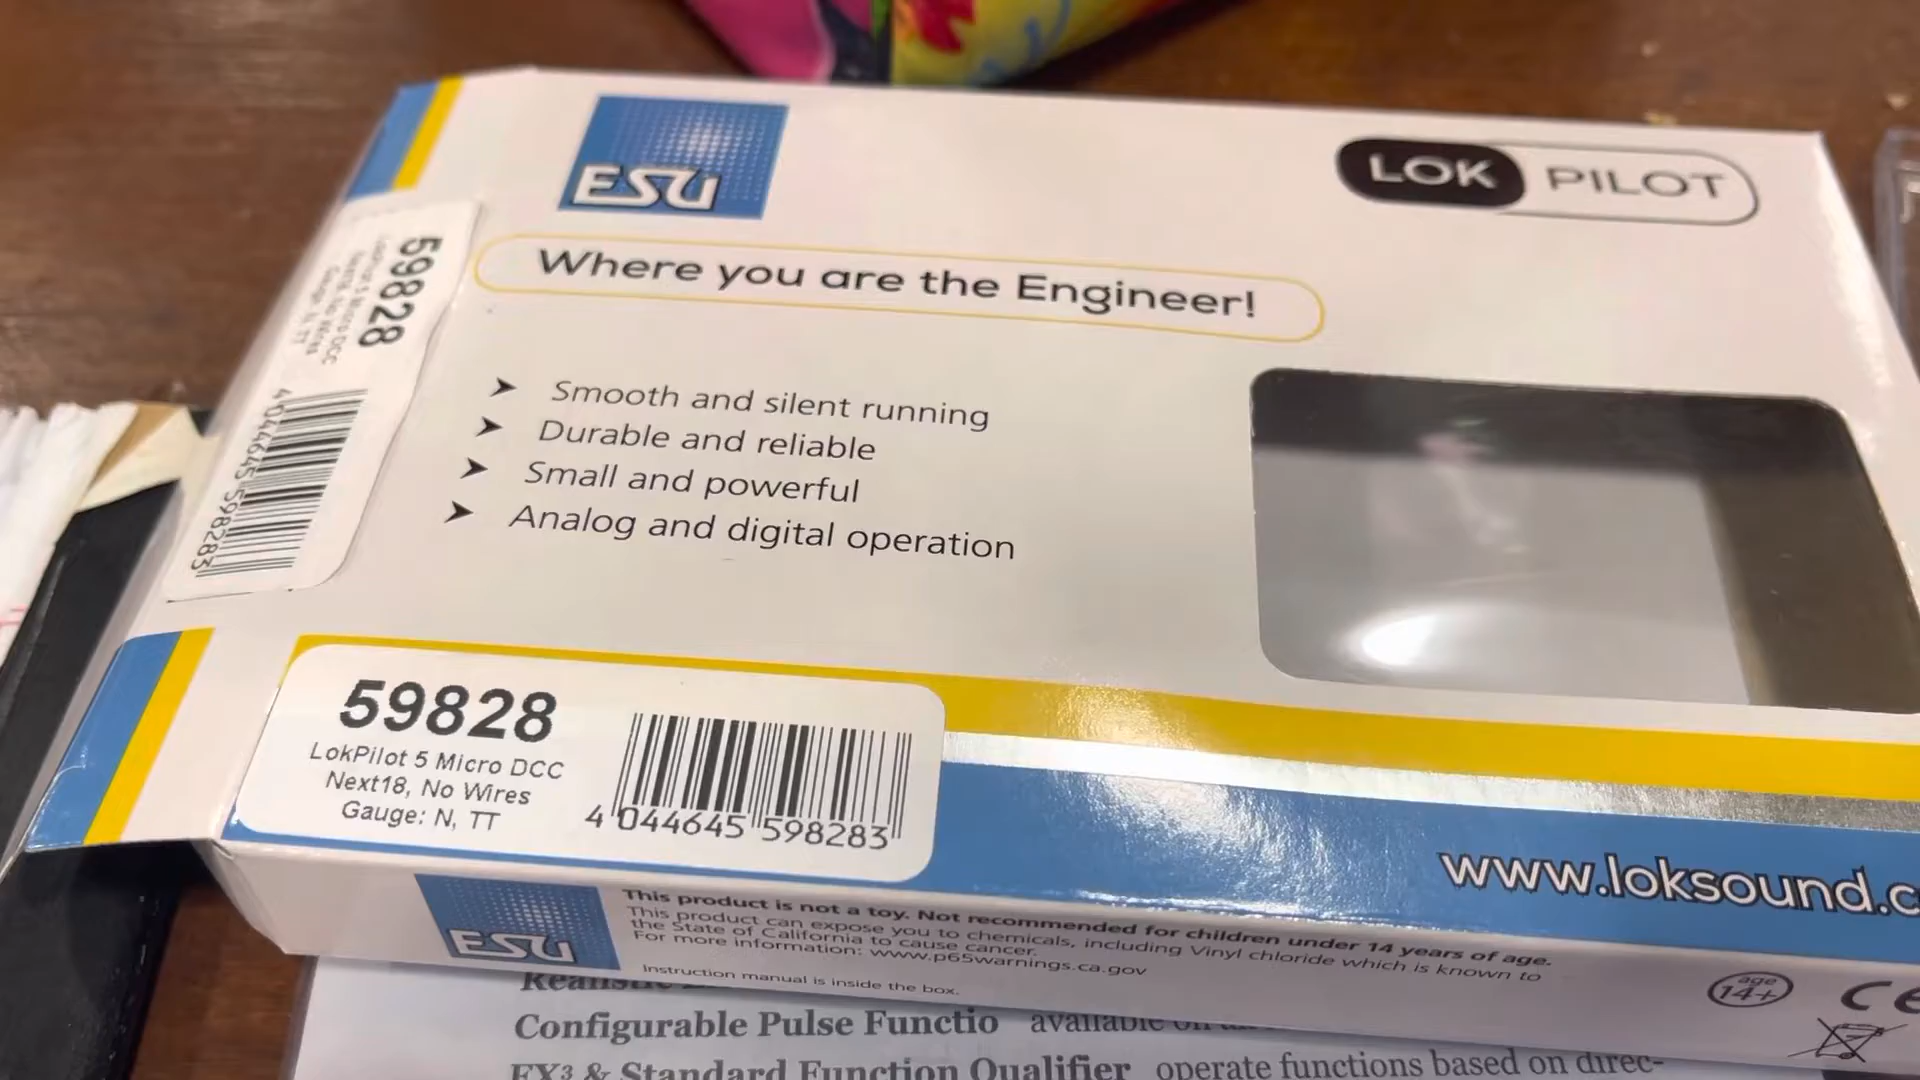 ESU
LOK PILOT
Where you are the Engineer!
➤ Smooth and silent running
➤ Durable and reliable
➤ Small and powerful
➤ Analog and digital operation
59828
LokPilot 5 Micro DCC
Next18, No Wires
Gauge: N, TT
4 044645 598283
59828
LokPilot 5 Micro DCC
Next18, No Wires
Gauge: N, TT
4 044645 598283
www.loksound.c
ESU
This product is not a toy. Not recommended for children under 14 years of age.
This product can expose you to chemicals, including Vinyl chloride which is known to
the State of California to cause cancer.
For more information: www.p65warnings.ca.gov
Instruction manual is inside the box.
age
14+
CE
Realistic
Configurable Pulse Functio available on
FX3 & Standard Function Qualifier operate functions based on direc-